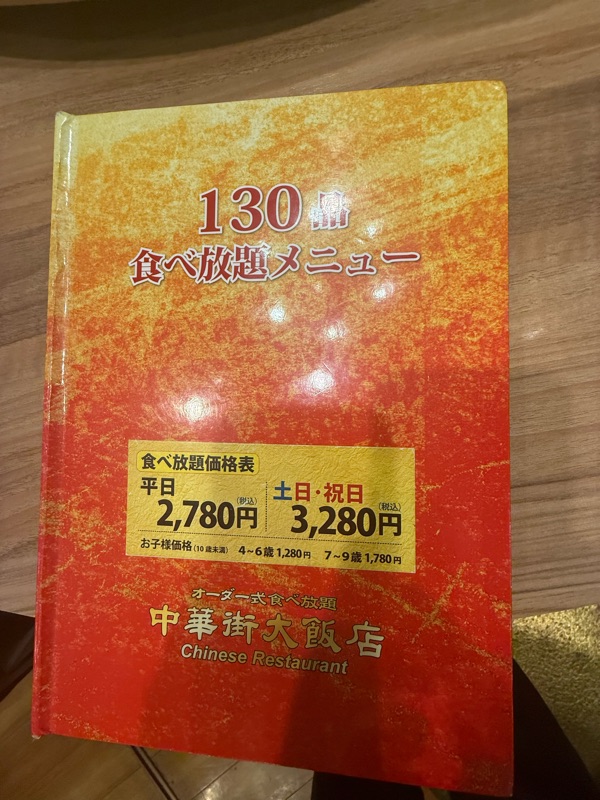 130品
食べ放題メニュー
食べ放題価格表
平日 土日・祝日
(税込) (税込)
2,780円 3,280円
お子様価格(10歳未満) 4~6歳1,280円 7~9歳1,780円
オーダー式食べ放題
中華街大飯店
Chinese Restaurant